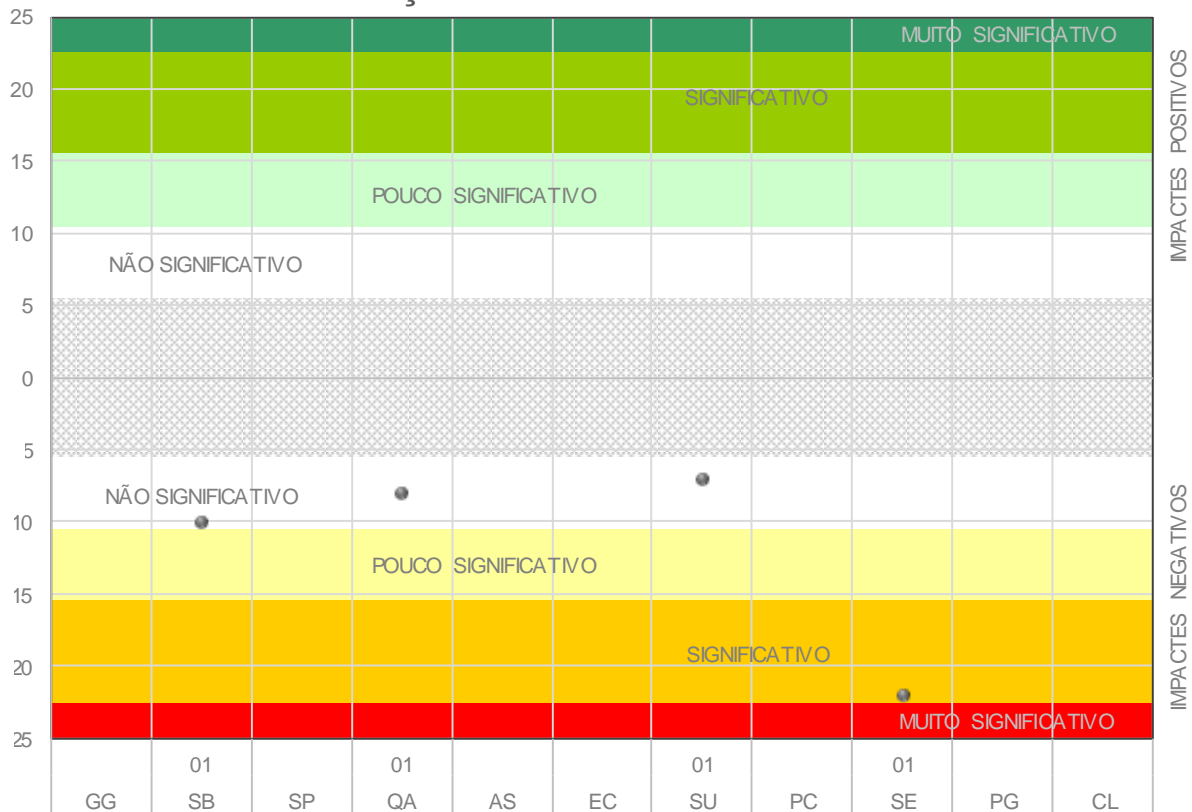 25
MUITO SIGNIFICATIVO
20
SIGNIFICATIVO
15
POUCO SIGNIFICATIVO
10
NÃO SIGNIFICATIVO
5
0
5
NÃO SIGNIFICATIVO
10
POUCO SIGNIFICATIVO
15
SIGNIFICATIVO
20
MUITO SIGNIFICATIVO
25
IMPACTES POSITIVOS
IMPACTES NEGATIVOS
01 01 01 01
GG SB SP QA AS EC SU PC SE PG CL